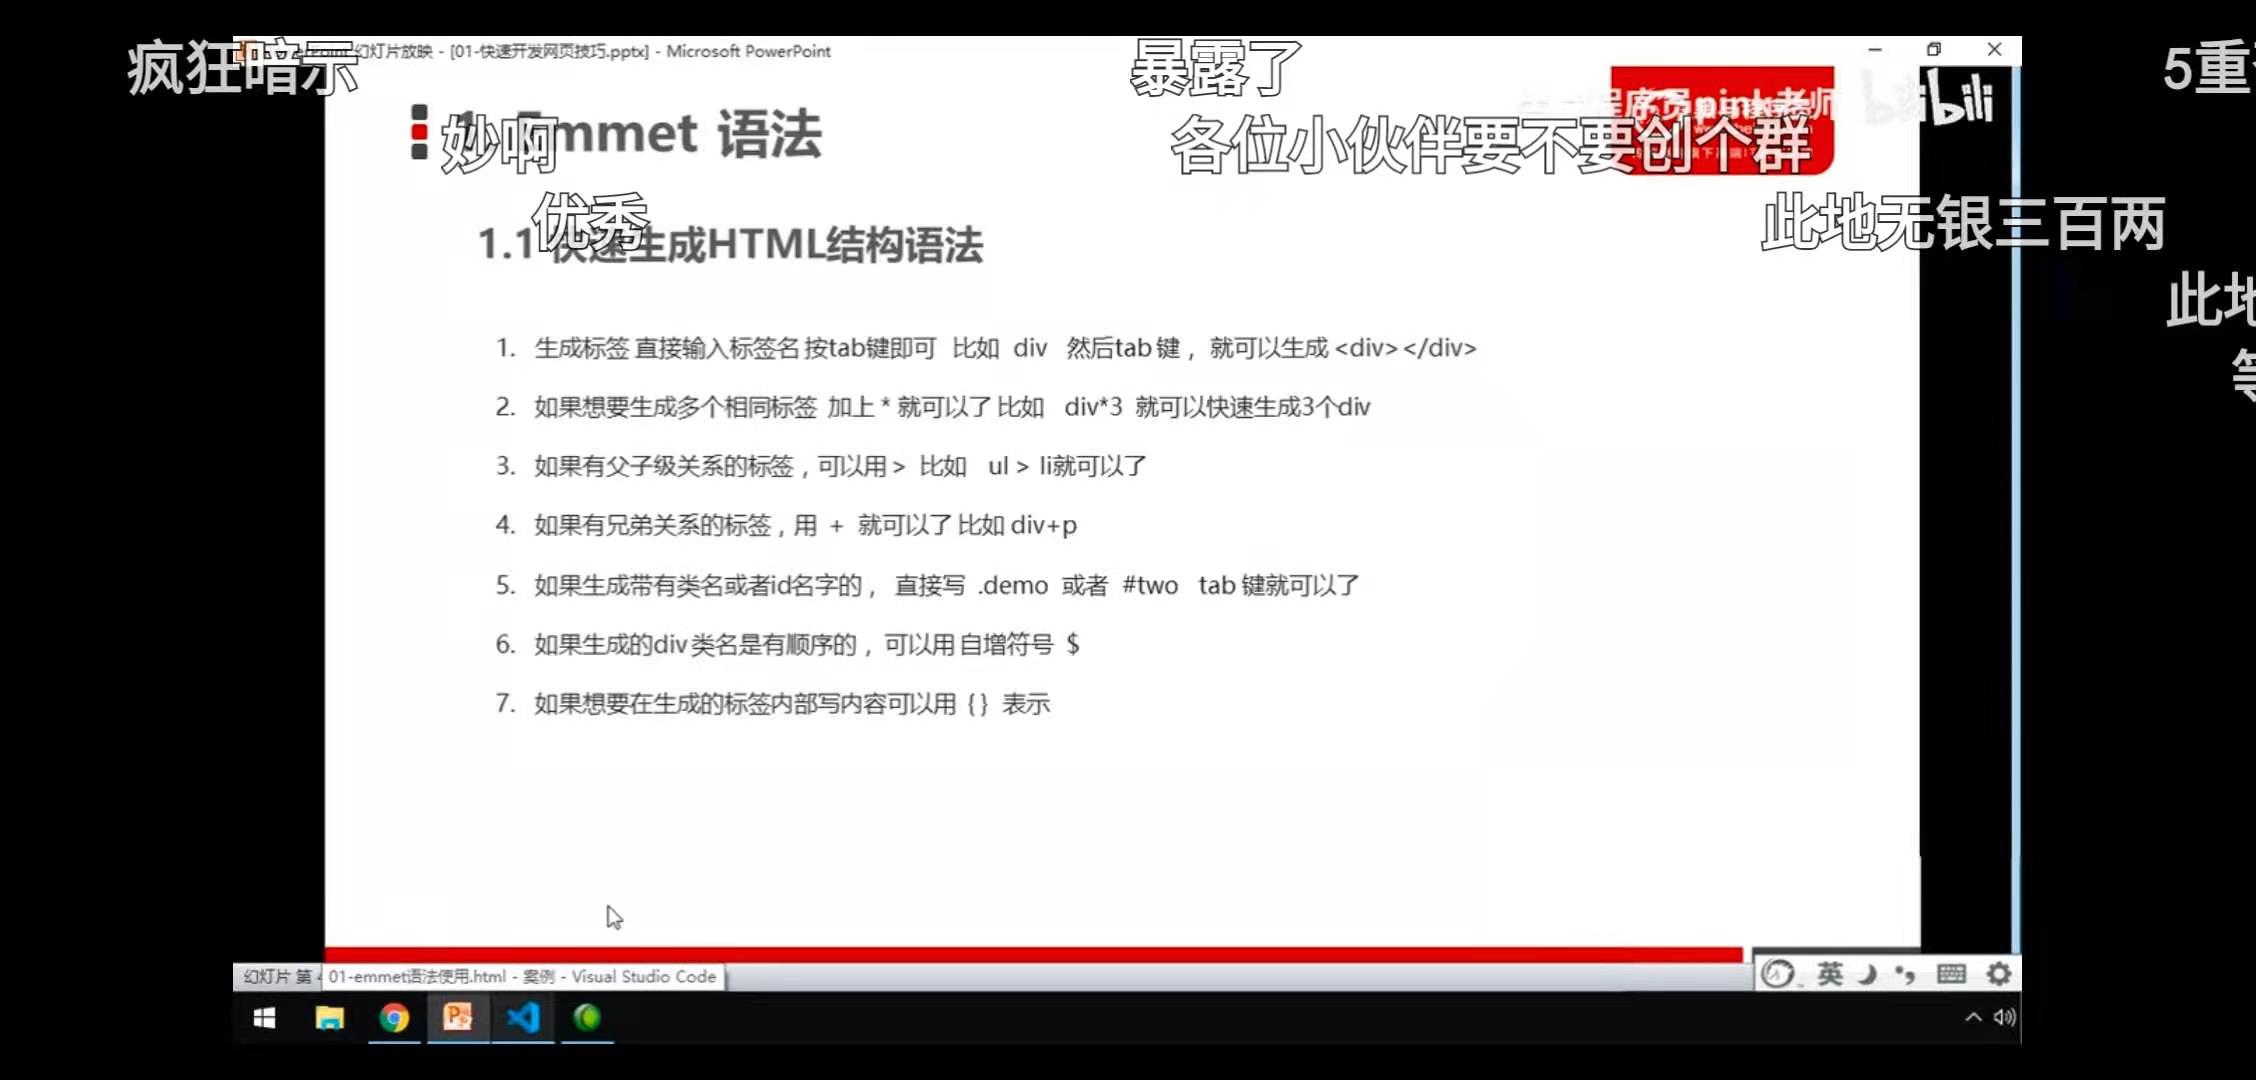 疯狂暗示
幻灯片放映 - [01-快速开发网页技巧.pptx] - Microsoft PowerPoint
暴露了
5重
程序员pink老师
bilibili
妙啊
Emmet 语法
各位小伙伴要不要创个群
优秀
此地无银三百两
1.1 快速生成HTML结构语法
此地
等
1. 生成标签 直接输入标签名 按tab键即可 比如 div 然后tab 键， 就可以生成 <div></div>
2. 如果想要生成多个相同标签 加上 * 就可以了 比如 div*3 就可以快速生成3个div
3. 如果有父子级关系的标签，可以用 > 比如 ul > li就可以了
4. 如果有兄弟关系的标签，用 + 就可以了 比如 div+p
5. 如果生成带有类名或者id名字的， 直接写 .demo 或者 #two tab 键就可以了
6. 如果生成的div 类名是有顺序的， 可以用 自增符号 $
7. 如果想要在生成的标签内部写内容可以用 { } 表示
幻灯片 第
01-emmet语法使用.html - 案例 - Visual Studio Code
英